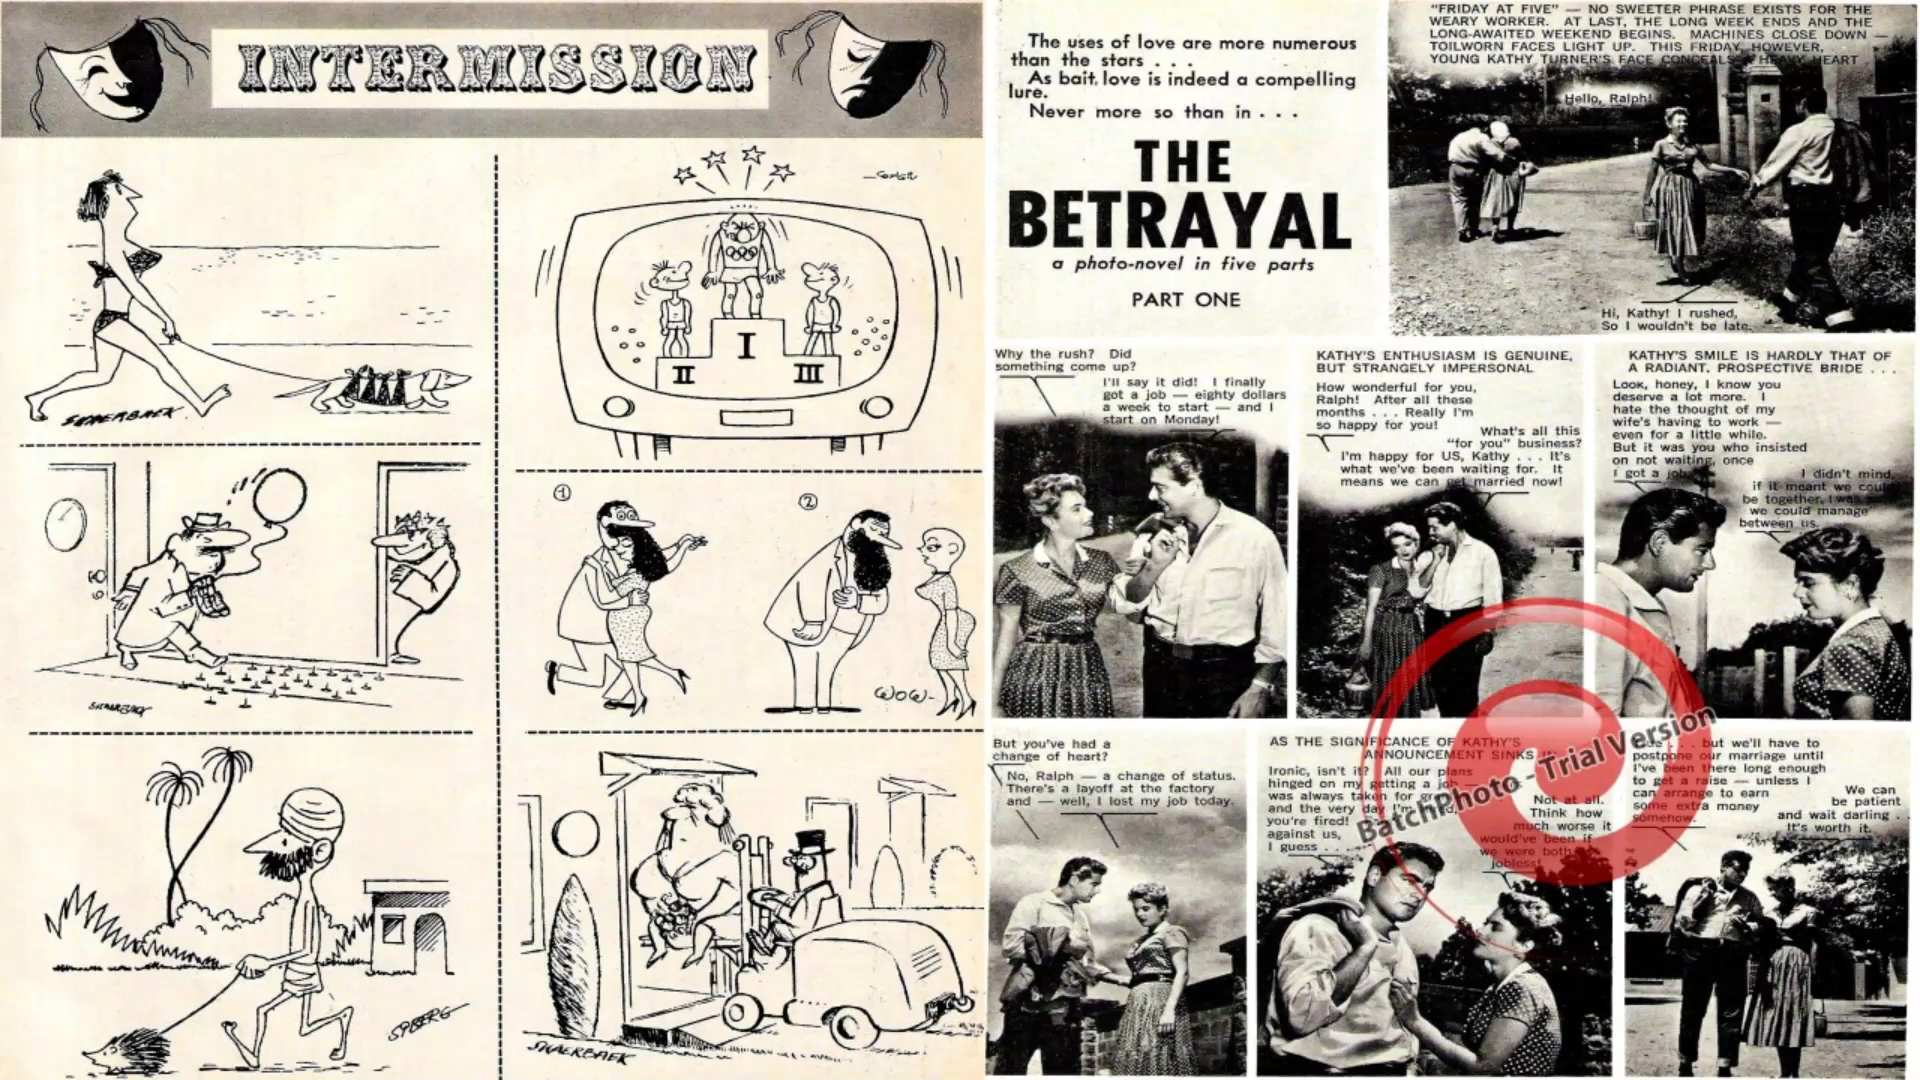 INTERMISSION
SKAERBAEK
I
II
III
1
2
SKAERBAEK
WOW-
SPBERG
SKAERBAEK
The uses of love are more numerous
than the stars . . .
As bait, love is indeed a compelling
lure.
Never more so than in . . .
THE
BETRAYAL
a photo-novel in five parts
PART ONE
"FRIDAY AT FIVE" — NO SWEETER PHRASE EXISTS FOR THE
WEARY WORKER. AT LAST, THE LONG WEEK ENDS AND THE
LONG-AWAITED WEEKEND BEGINS. MACHINES CLOSE DOWN —
TOILWORN FACES LIGHT UP. THIS FRIDAY, HOWEVER,
YOUNG KATHY TURNER'S FACE CONCEALS A HEAVY HEART
Hello, Ralph!
Hi, Kathy! I rushed,
So I wouldn't be late.
Why the rush? Did
something come up?
I'll say it did! I finally
got a job — eighty dollars
a week to start — and I
start on Monday!
KATHY'S ENTHUSIASM IS GENUINE,
BUT STRANGELY IMPERSONAL
How wonderful for you,
Ralph! After all these
months . . . Really I'm
so happy for you!
What's all this
"for you" business?
I'm happy for US, Kathy . . . It's
what we've been waiting for. It
means we can get married now!
KATHY'S SMILE IS HARDLY THAT OF
A RADIANT, PROSPECTIVE BRIDE . . .
Look, honey, I know you
deserve a lot more. I
hate the thought of my
wife's having to work —
even for a little while.
But it was you who insisted
on not waiting, once
I got a job
I didn't mind,
if it meant we could
be together, I was
we could manage
between us.
But you've had a
change of heart?
No, Ralph — a change of status.
There's a layoff at the factory
and — well, I lost my job today.
AS THE SIGNIFICANCE OF KATHY'S
ANNOUNCEMENT SINKS IN
Ironic, isn't it? All our plans
hinged on my getting a job
was always taken for
and the very day I'm hired,
you're fired!
against us,
I guess . . .
Not at all.
Think how
much worse it
would've been if
we were both
jobless!
. . . but we'll have to
postpone our marriage until
I've been there long enough
to get a raise — unless I
can arrange to earn
some extra money
somehow.
We can
be patient
and wait darling . .
It's worth it.
BatchPhoto - Trial Version